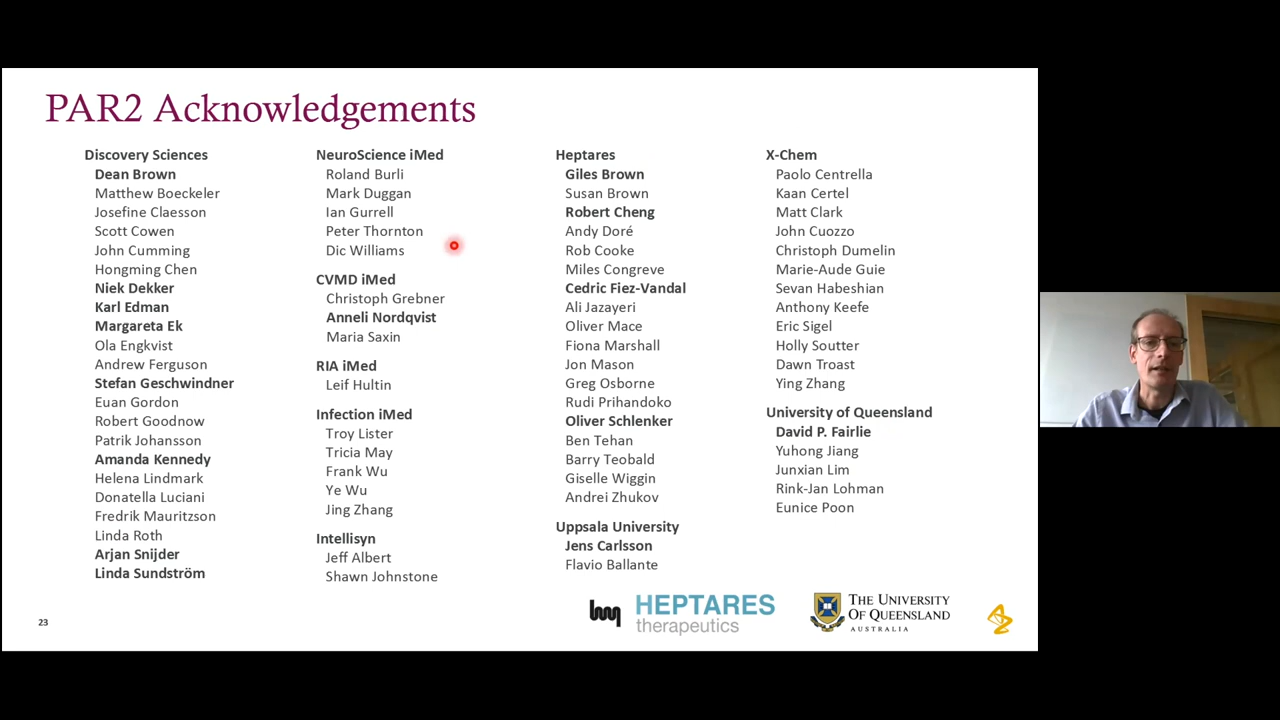 PAR2 Acknowledgements
Discovery Sciences
Dean Brown
Matthew Boeckeler
Josefine Claesson
Scott Cowen
John Cumming
Hongming Chen
Niek Dekker
Karl Edman
Margareta Ek
Ola Engkvist
Andrew Ferguson
Stefan Geschwindner
Euan Gordon
Robert Goodnow
Patrik Johansson
Amanda Kennedy
Helena Lindmark
Donatella Luciani
Fredrik Mauritzson
Linda Roth
Arjan Snijder
Linda Sundström
NeuroScience iMed
Roland Burli
Mark Duggan
Ian Gurrell
Peter Thornton
Dic Williams
CVMD iMed
Christoph Grebner
Anneli Nordqvist
Maria Saxin
RIA iMed
Leif Hultin
Infection iMed
Troy Lister
Tricia May
Frank Wu
Ye Wu
Jing Zhang
Intellisyn
Jeff Albert
Shawn Johnstone
Heptares
Giles Brown
Susan Brown
Robert Cheng
Andy Doré
Rob Cooke
Miles Congreve
Cedric Fiez-Vandal
Ali Jazayeri
Oliver Mace
Fiona Marshall
Jon Mason
Greg Osborne
Rudi Prihandoko
Oliver Schlenker
Ben Tehan
Barry Teobald
Giselle Wiggin
Andrei Zhukov
Uppsala University
Jens Carlsson
Flavio Ballante
X-Chem
Paolo Centrella
Kaan Certel
Matt Clark
John Cuozzo
Christoph Dumelin
Marie-Aude Guie
Sevan Habeshian
Anthony Keefe
Eric Sigel
Holly Soutter
Dawn Troast
Ying Zhang
University of Queensland
David P. Fairlie
Yuhong Jiang
Junxian Lim
Rink-Jan Lohman
Eunice Poon
HEPTARES
therapeutics
THE UNIVERSITY
OF QUEENSLAND
AUSTRALIA
23